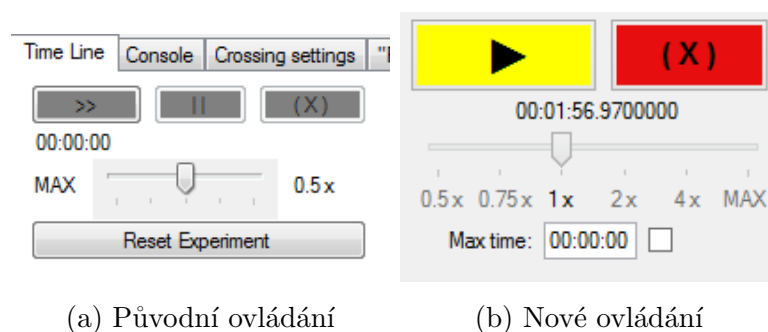 Time Line Console Crossing settings "
>> || (X)
00:00:00
MAX 0.5x
Reset Experiment
(a) Původní ovládání
(X)
00:01:56.9700000
0.5x 0.75x 1x 2x 4x MAX
Max time: 00:00:00
(b) Nové ovládání